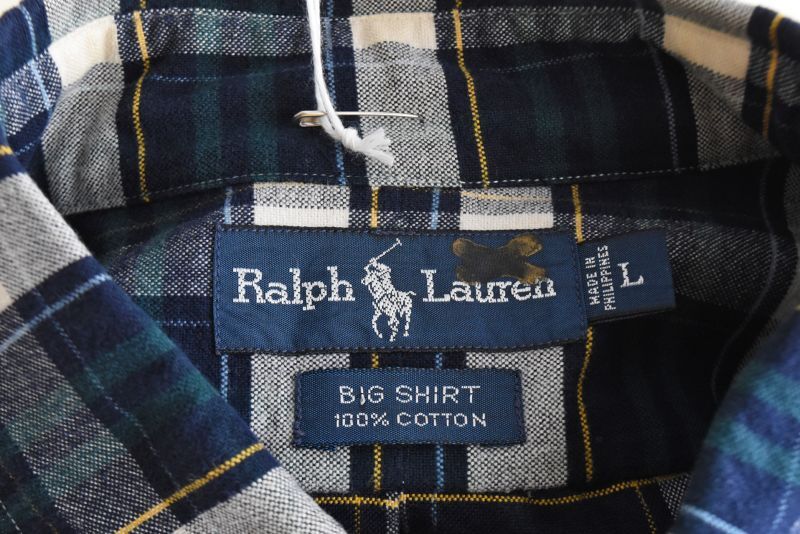 Ralph Lauren
MADE IN
PHILIPPINES
L
BIG SHIRT
100% COTTON